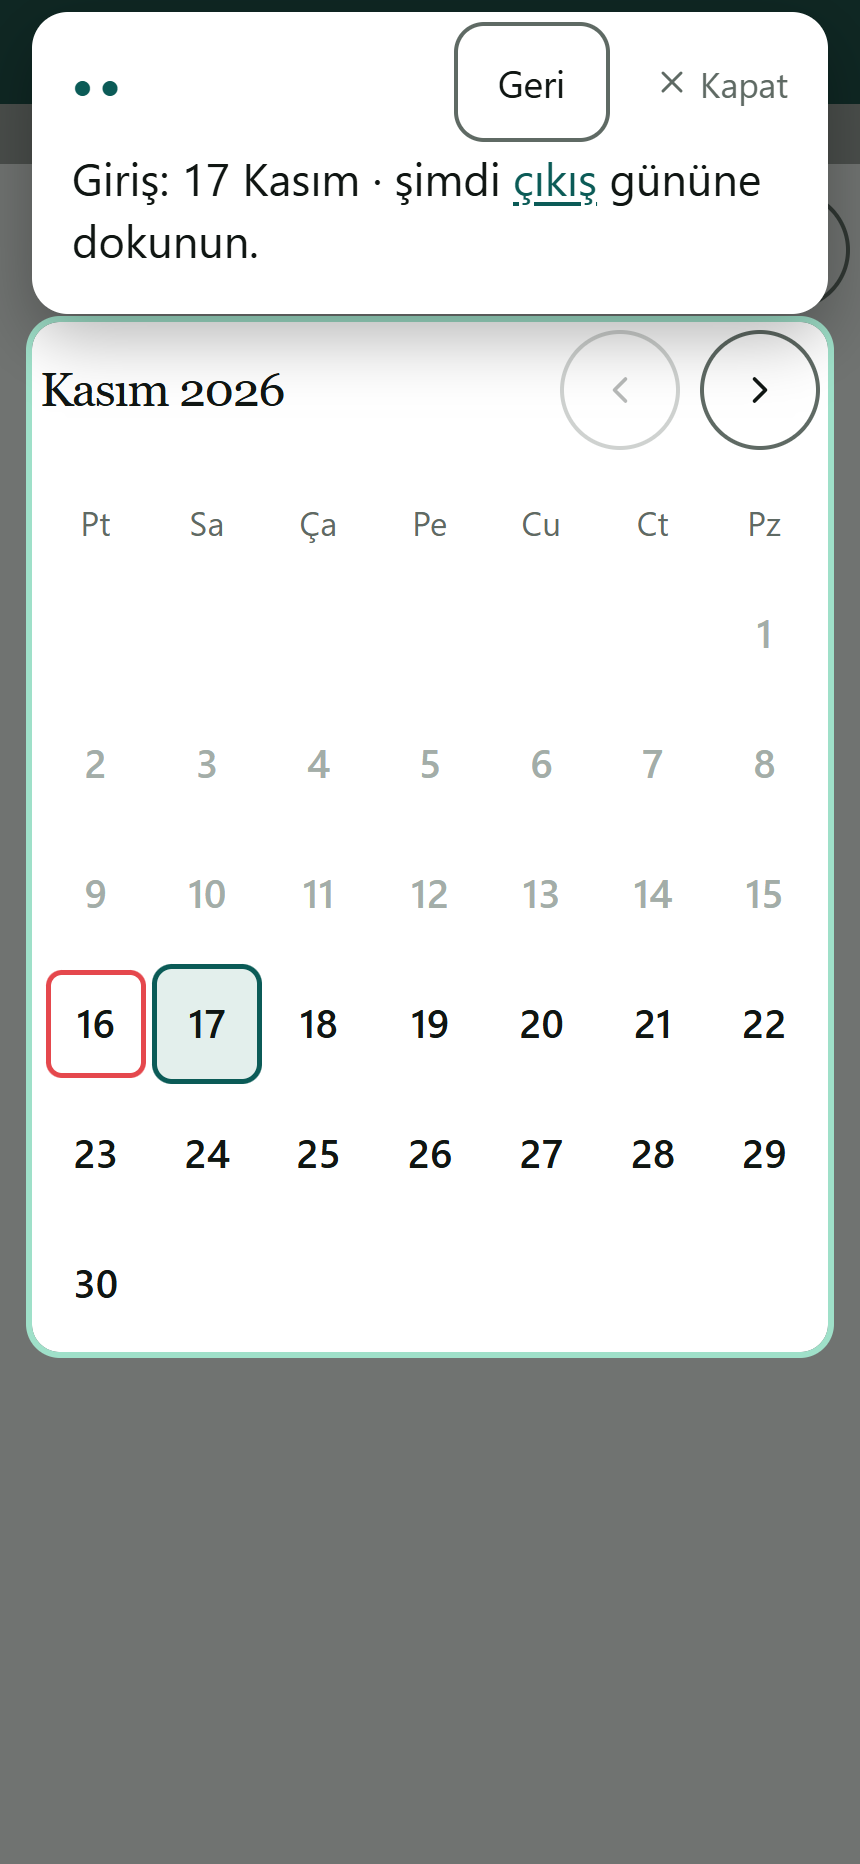 Geri
Kapat
Giriş: 17 Kasım · şimdi çıkış gününe
dokunun.
Kasım 2026
Pt Sa Ça Pe Cu Ct Pz
1
2 3 4 5 6 7 8
9 10 11 12 13 14 15
16 17 18 19 20 21 22
23 24 25 26 27 28 29
30